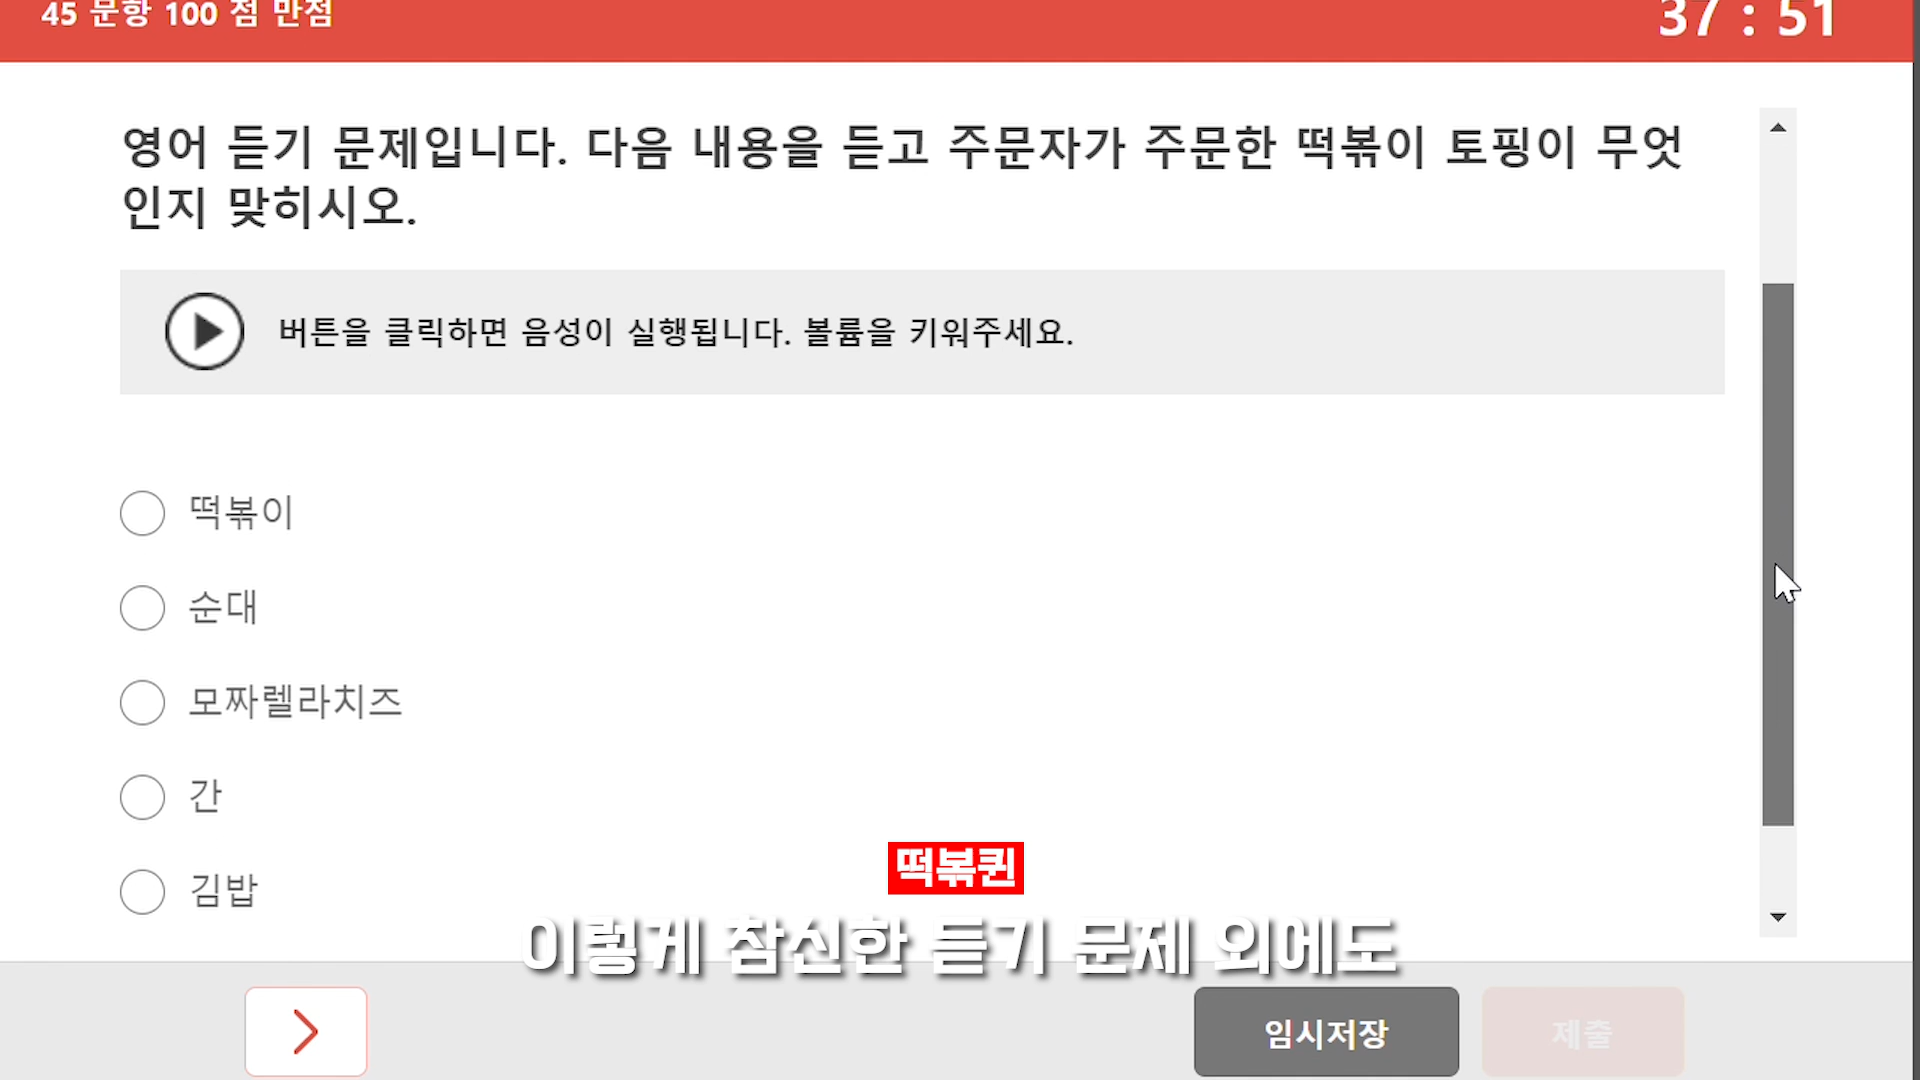 45 문항 100 점 만점
37 : 51
영어 듣기 문제입니다. 다음 내용을 듣고 주문자가 주문한 떡볶이 토핑이 무엇
인지 맞히시오.
버튼을 클릭하면 음성이 실행됩니다. 볼륨을 키워주세요.
떡볶이
순대
모짜렐라치즈
간
김밥
떡볶퀸
이렇게 참신한 듣기 문제 외에도
임시저장
제출